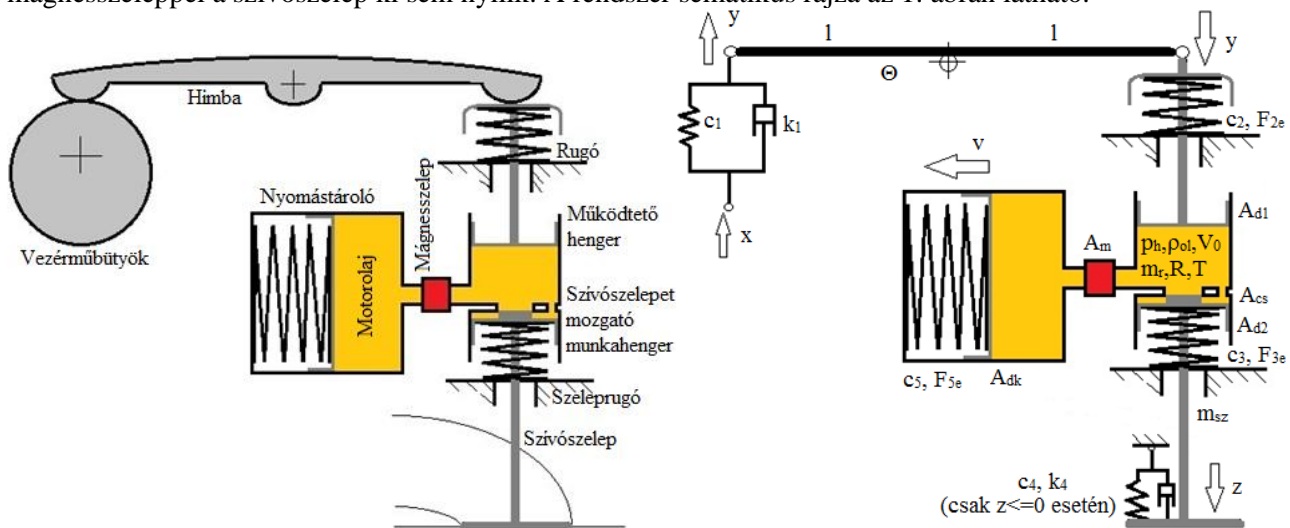 mágnesszeleppel a szívószelep ki sem nyílik. A rendszer sematikus rajza az 1. ábrán látható.
Himba
Rugó
Nyomástároló
Mágnesszelep
Működtető
henger
Motorolaj
Vezérműbütyök
Szívószelepet
mozgató
munkahenger
Szeleprugó
Szívószelep
y
l
l
y
Θ
c1
k1
c2, F2e
v
x
Am
Ad1
ph,ρol,V0
mr,R,T
Acs
Ad2
c3, F3e
c5, F5e
Adk
msz
c4, k4
(csak z<=0 esetén)
z